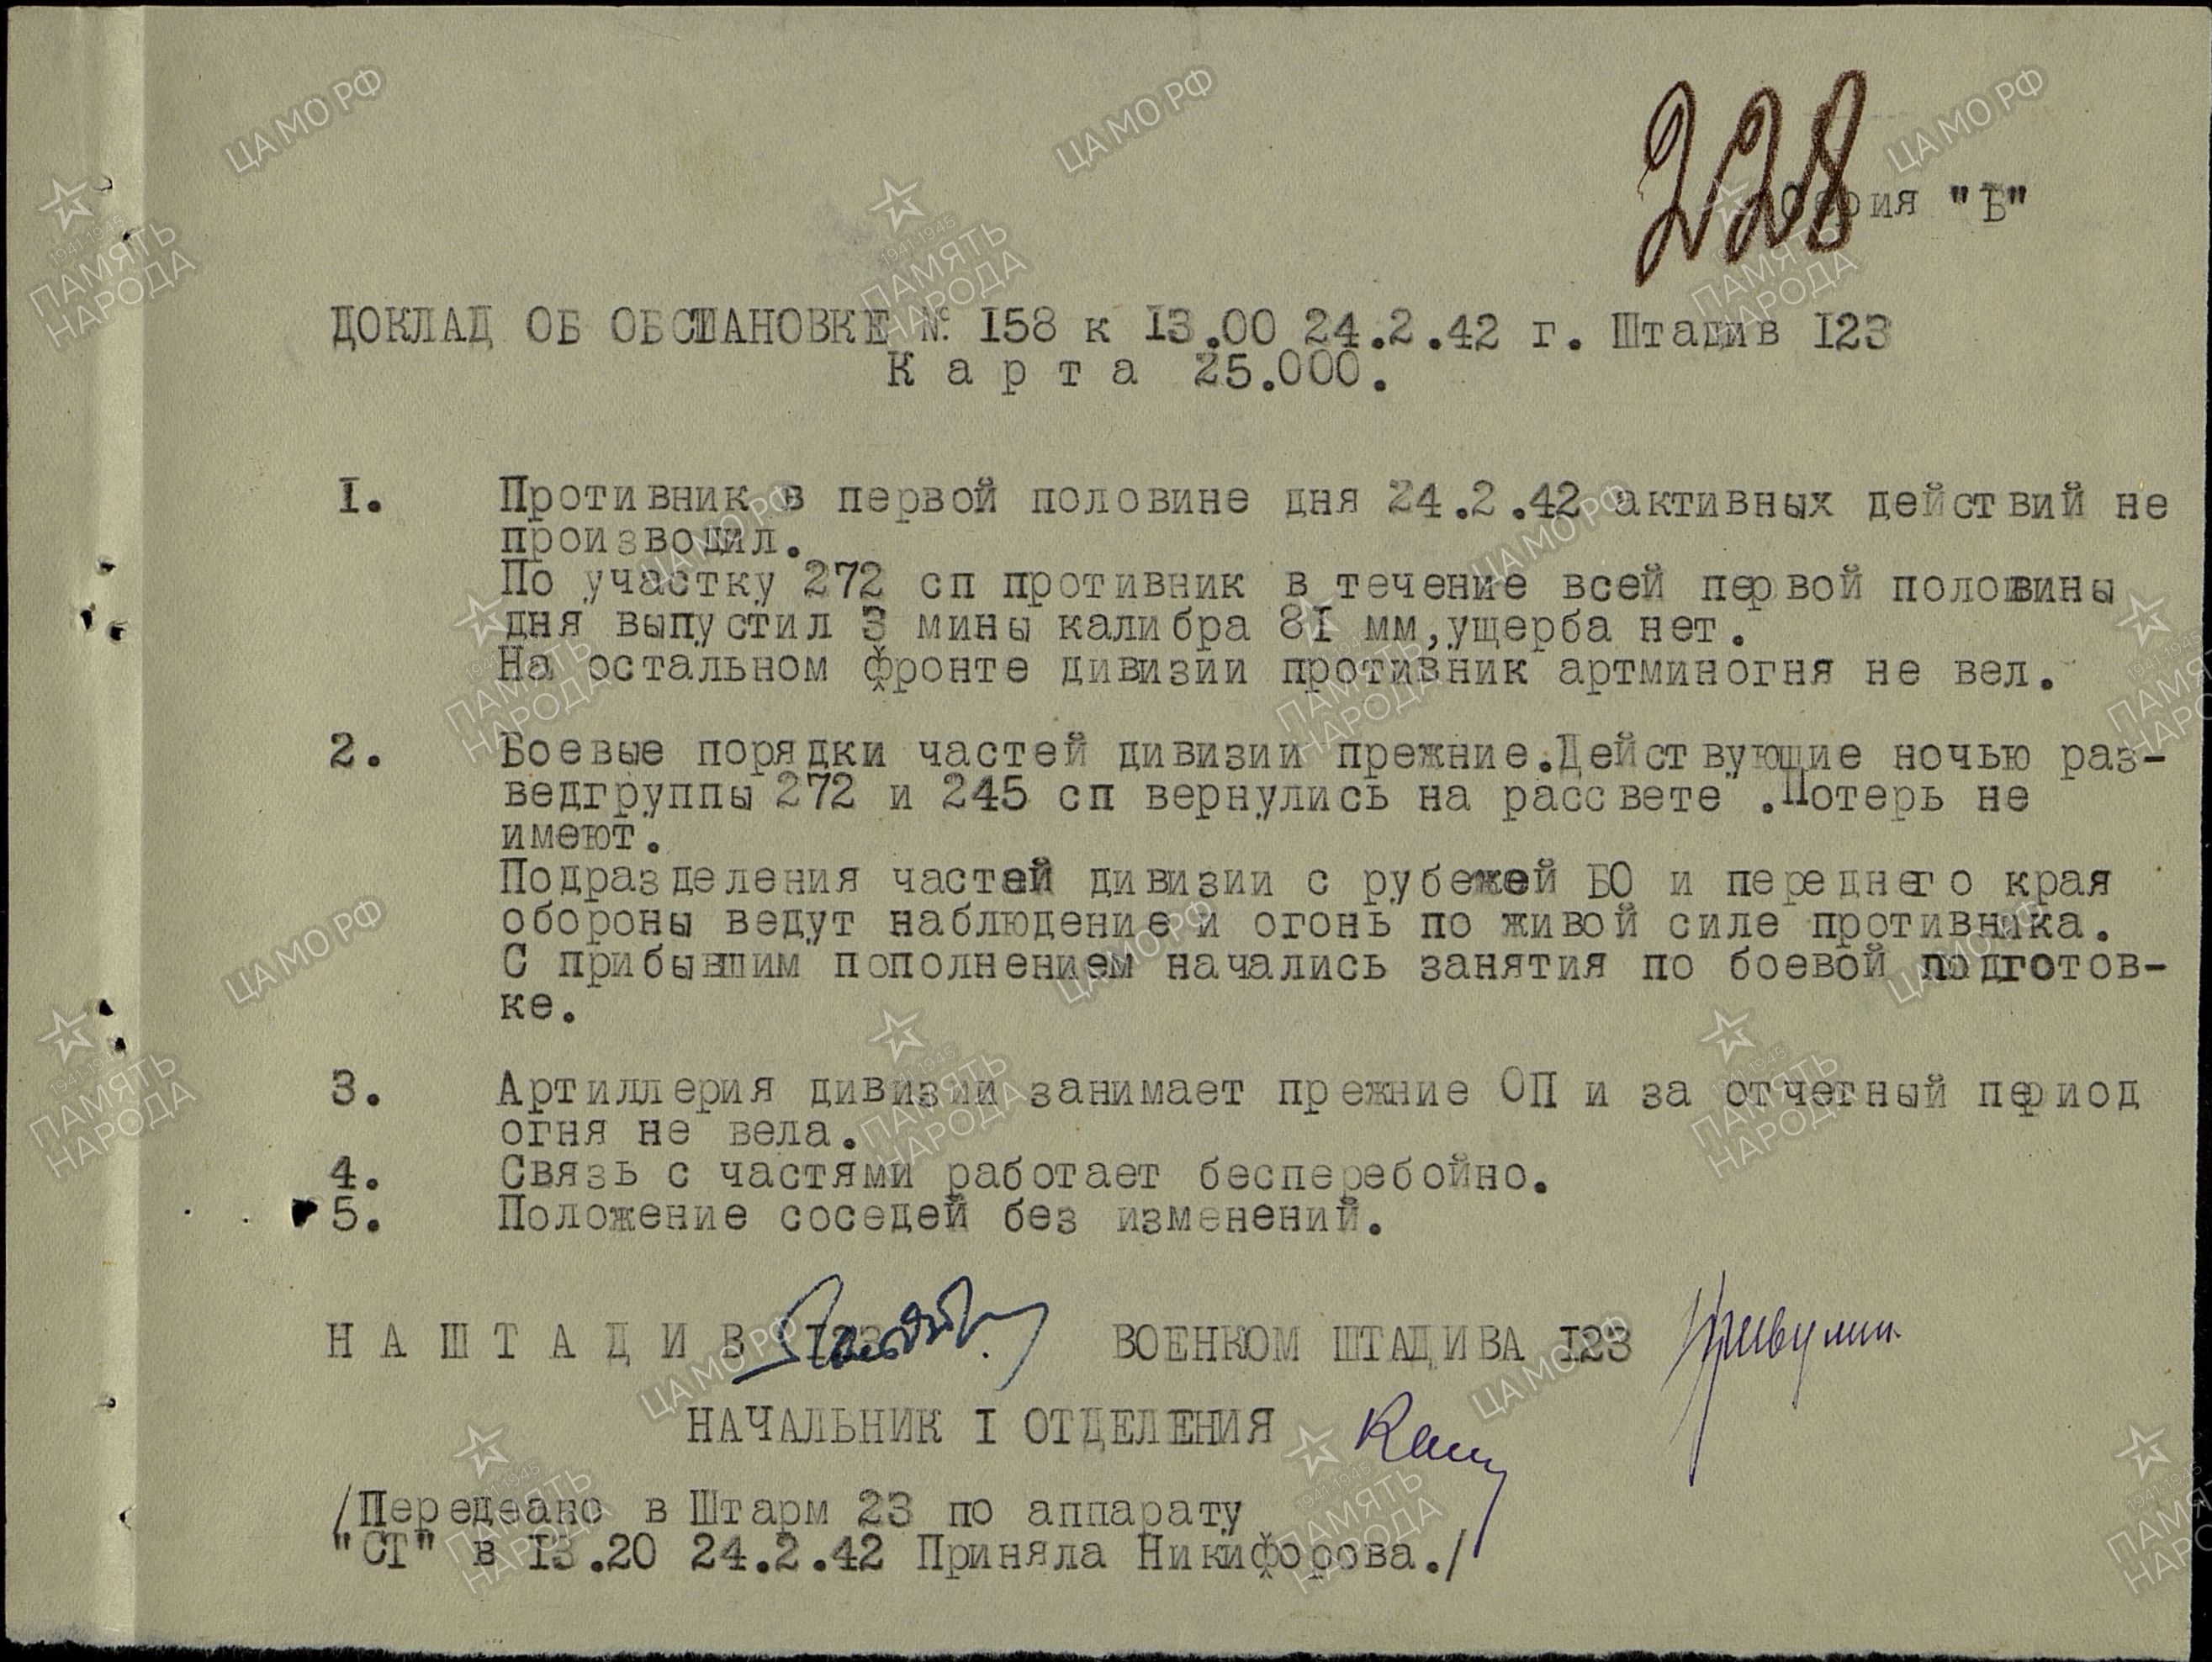 228
Серия "Б"
ДОКЛАД ОБ ОБСТАНОВКЕ № 158 к 13.00 24.2.42 г. Штадив 123
К а р т а 25.000.
1. Противник в первой половине дня 24.2.42 активных действий не
производил.
По участку 272 сп противник в течение всей первой половины
дня выпустил 3 мины калибра 81 мм,ущерба нет.
На остальном фронте дивизии противник артминогня не вел.
2. Боевые порядки частей дивизии прежние.Действующие ночью раз-
ведгруппы 272 и 245 сп вернулись на рассвете .Потерь не
имеют.
Подразделения частей дивизии с рубежей БО и переднего края
обороны ведут наблюдение и огонь по живой силе противника.
С прибывшим пополнением начались занятия по боевой подготов-
ке.
3. Артиллерия дивизии занимает прежние ОП и за отчетный период
огня не вела.
4. Связь с частями работает бесперебойно.
5. Положение соседей без изменений.
Н А Ш Т А Д И В 123 ВОЕНКОМ ШТАДИВА 123
НАЧАЛЬНИК 1 ОТДЕЛЕНИЯ
/Передеано в Штарм 23 по аппарату
"СТ" в 13.20 24.2.42 Приняла Никифорова./
ЦАМО РФ
1941-1945
ПАМЯТЬ
НАРОДА